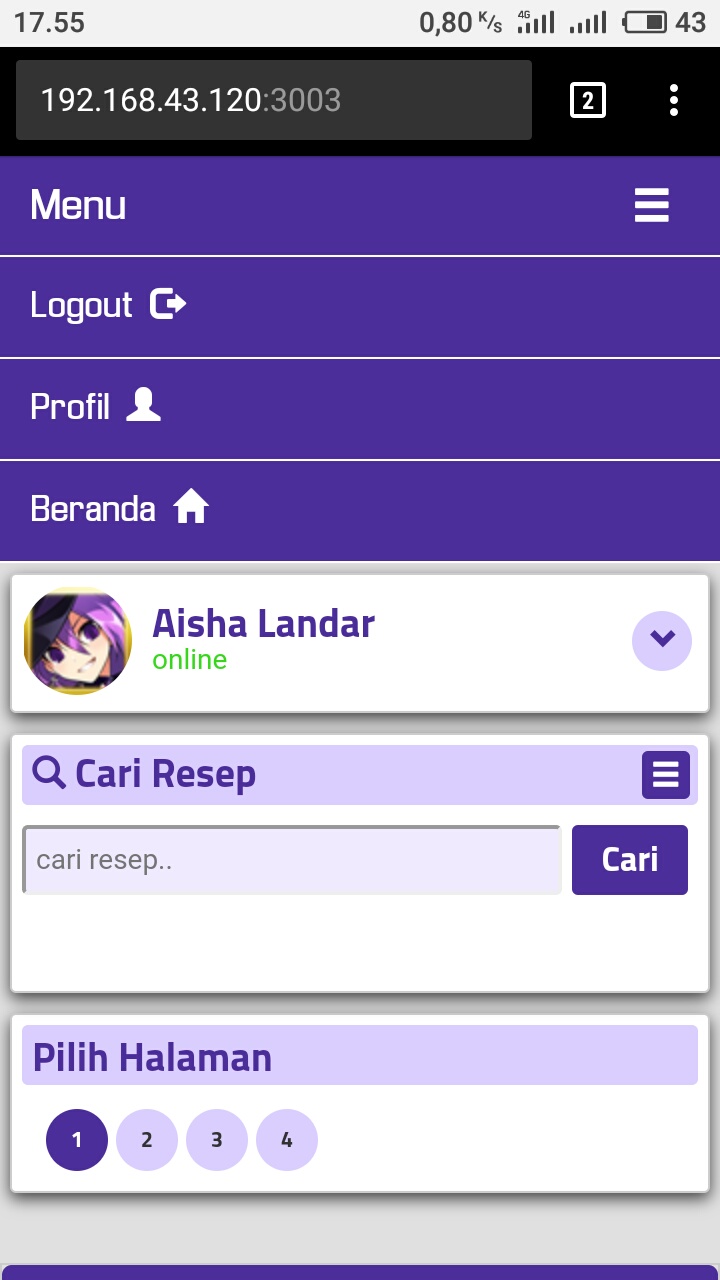 17.55 0,80 K/s 4G 43
192.168.43.120:3003 2
Menu
Logout
Profil
Beranda
Aisha Landar
online
Cari Resep
cari resep.. Cari
Pilih Halaman
1 2 3 4